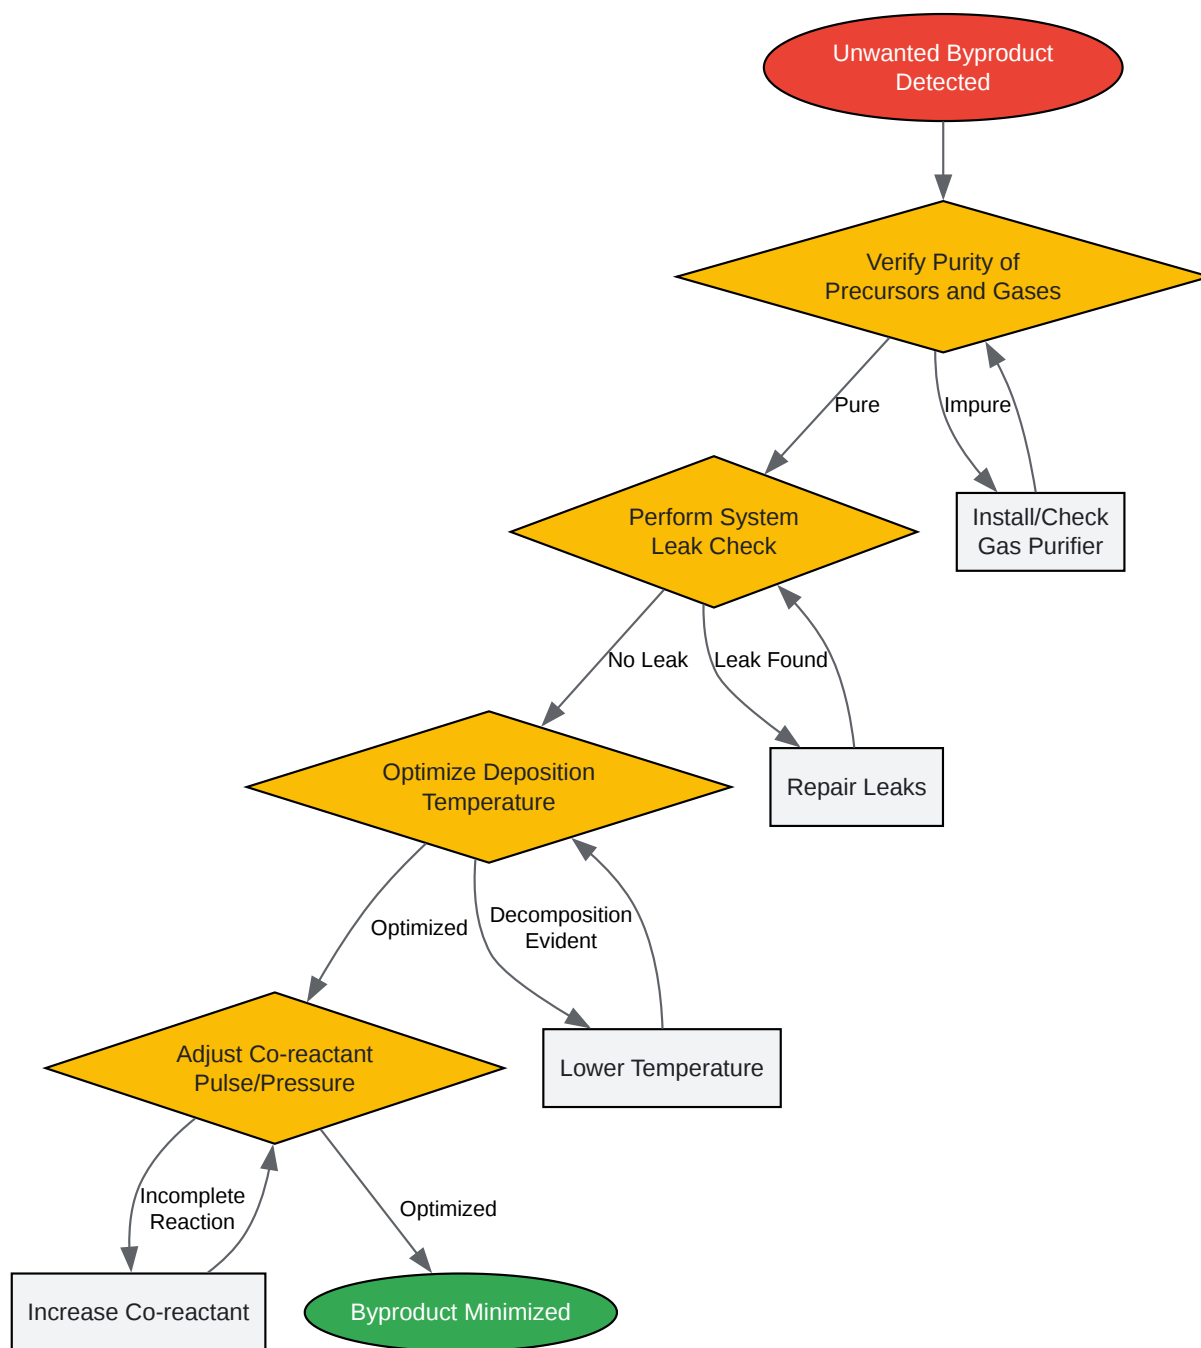 Unwanted Byproduct
Detected
Verify Purity of
Precursors and Gases
Pure
Impure
Perform System
Leak Check
Install/Check
Gas Purifier
No Leak
Leak Found
Optimize Deposition
Temperature
Repair Leaks
Optimized
Decomposition
Evident
Adjust Co-reactant
Pulse/Pressure
Lower Temperature
Incomplete
Reaction
Optimized
Increase Co-reactant
Byproduct Minimized